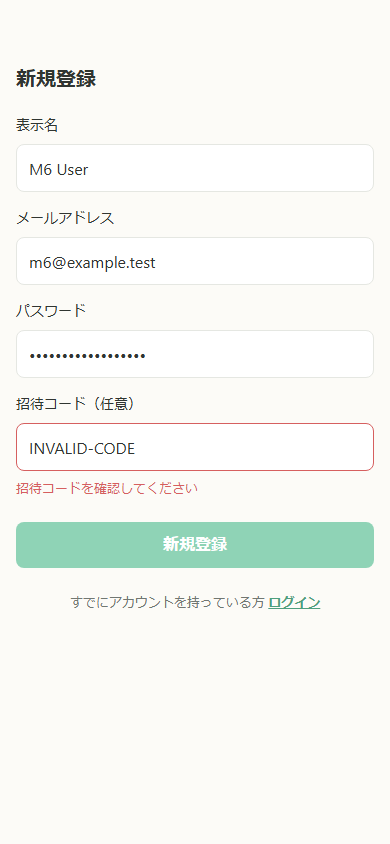 新規登録
表示名
M6 User
メールアドレス
m6@example.test
パスワード
••••••••••••••••••
招待コード（任意）
INVALID-CODE
招待コードを確認してください
新規登録
すでにアカウントを持っている方 ログイン